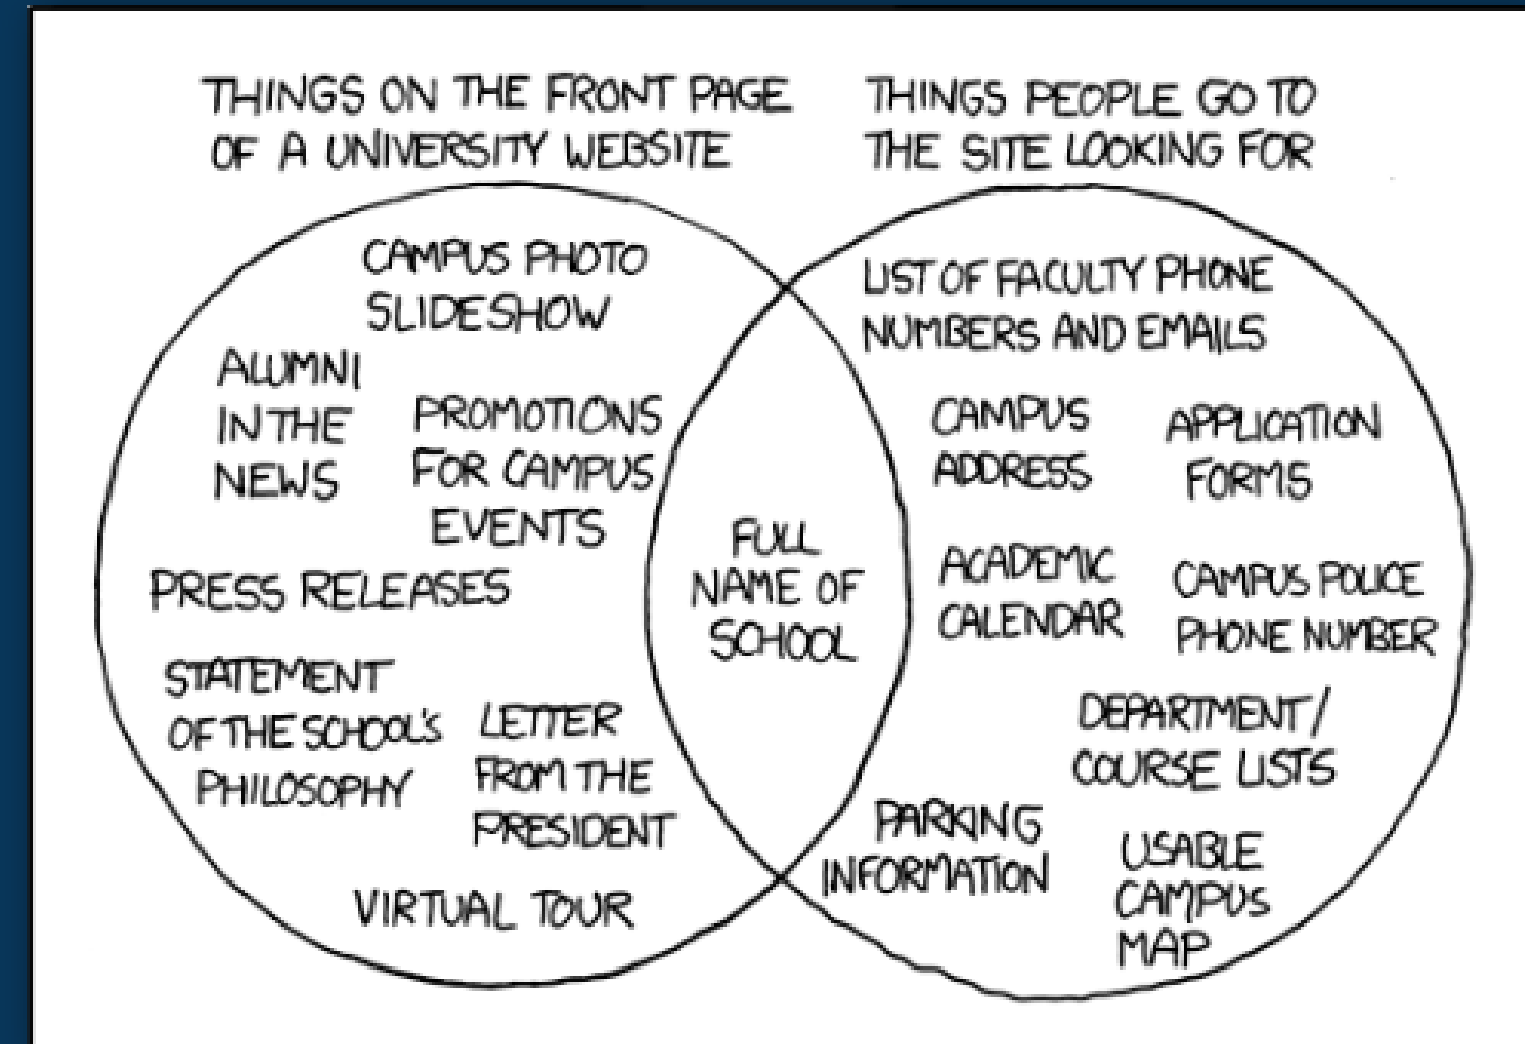 THINGS ON THE FRONT PAGE
OF A UNIVERSITY WEBSITE
THINGS PEOPLE GO TO
THE SITE LOOKING FOR
CAMPUS PHOTO
SLIDESHOW
ALUMNI
IN THE
NEWS
PROMOTIONS
FOR CAMPUS
EVENTS
PRESS RELEASES
STATEMENT
OF THE SCHOOL'S
PHILOSOPHY
LETTER
FROM THE
PRESIDENT
VIRTUAL TOUR
FULL
NAME OF
SCHOOL
LIST OF FACULTY PHONE
NUMBERS AND EMAILS
CAMPUS
ADDRESS
APPLICATION
FORMS
ACADEMIC
CALENDAR
CAMPUS POLICE
PHONE NUMBER
DEPARTMENT/
COURSE LISTS
PARKING
INFORMATION
USABLE
CAMPUS
MAP